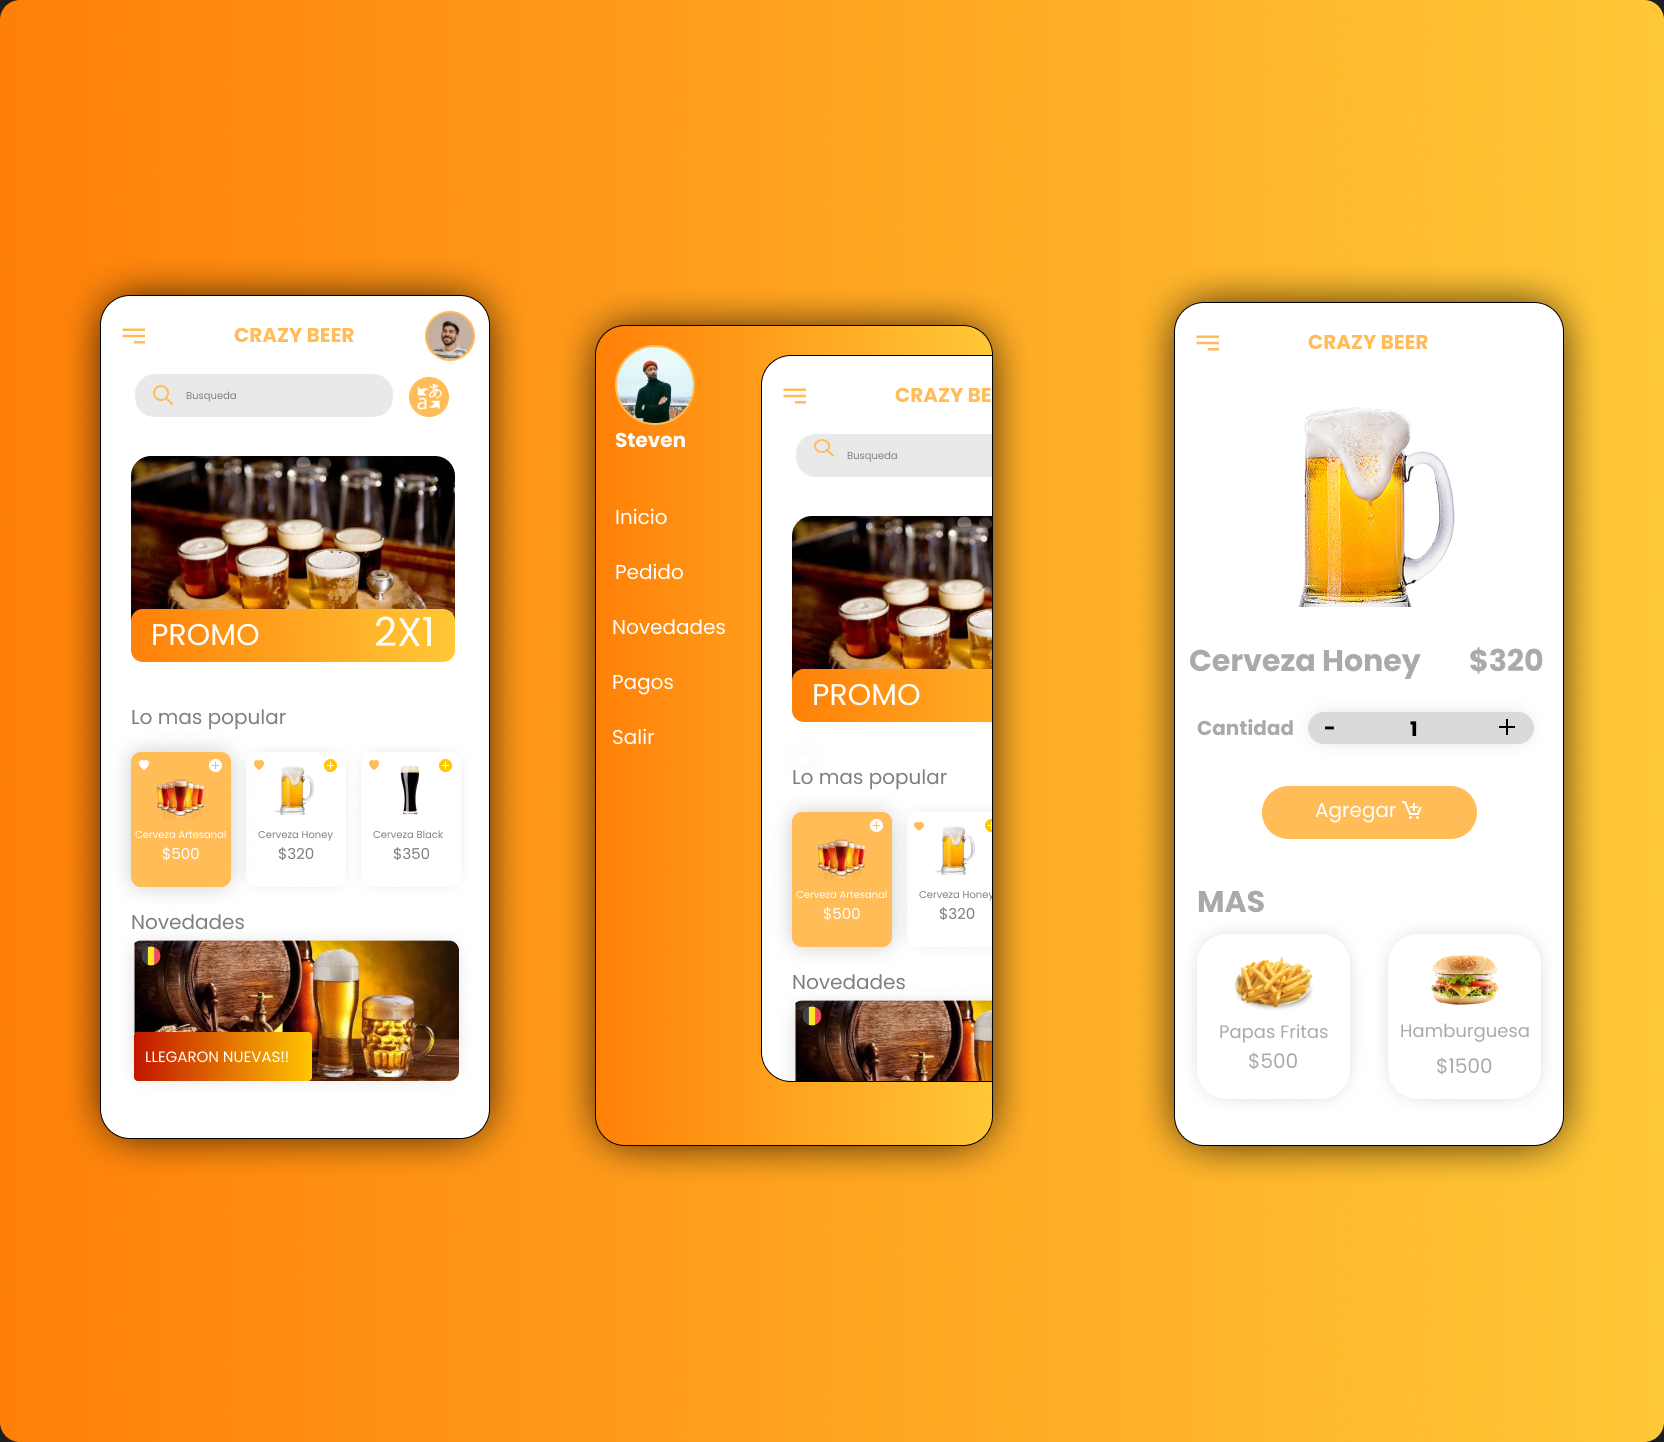 CRAZY BEER
Busqueda
PROMO 2X1
Lo mas popular
Cerveza Artesanal
$500
Cerveza Honey
$320
Cerveza Black
$350
Novedades
LLEGARON NUEVAS!!
Steven
Inicio
Pedido
Novedades
Pagos
Salir
CRAZY BE
Busqueda
PROMO
Lo mas popular
Cerveza Artesanal
$500
Cerveza Honey
$320
Novedades
CRAZY BEER
Cerveza Honey $320
Cantidad - 1 +
Agregar
MAS
Papas Fritas
$500
Hamburguesa
$1500